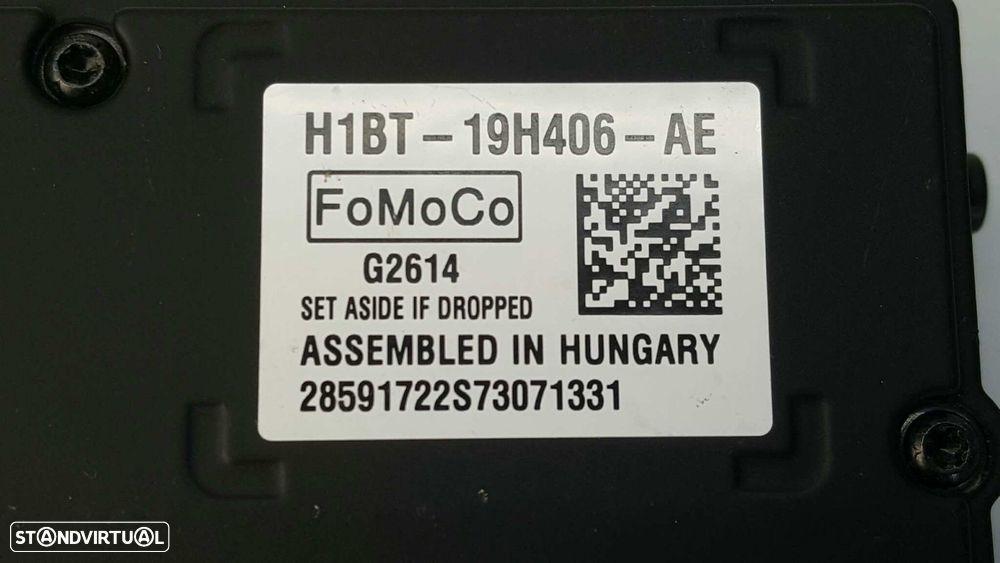 H1BT - 19H406 - AE
FoMoCo
G2614
SET ASIDE IF DROPPED
ASSEMBLED IN HUNGARY
28591722S73071331
STANDVIRTUAL